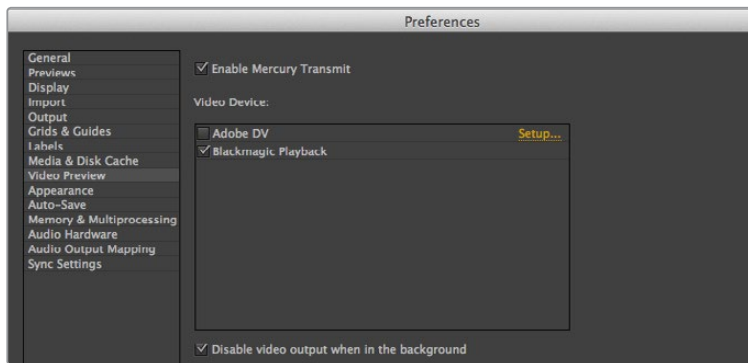 Preferences
General
Previews
Display
Import
Output
Grids & Guides
Labels
Media & Disk Cache
Video Preview
Appearance
Auto-Save
Memory & Multiprocessing
Audio Hardware
Audio Output Mapping
Sync Settings
Enable Mercury Transmit
Video Device:
Adobe DV Setup...
Blackmagic Playback
Disable video output when in the background